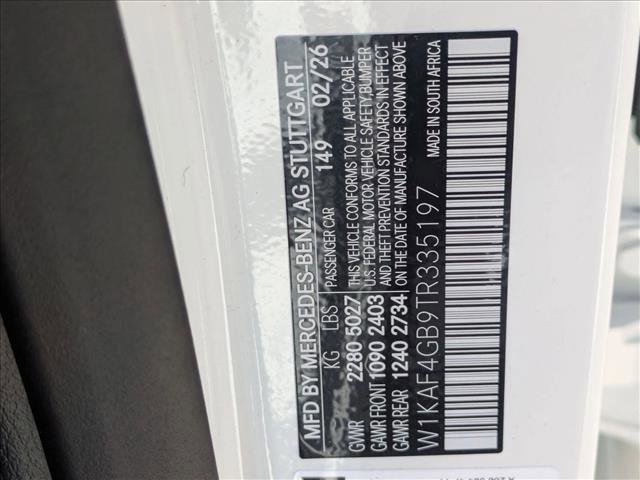 MFD BY MERCEDES-BENZ AG STUTTGART
KG LBS PASSENGER CAR 149 02/26
GVWR 2280 5027 THIS VEHICLE CONFORMS TO ALL APPLICABLE
U.S. FEDERAL MOTOR VEHICLE SAFETY,BUMPER
GAWR FRONT 1090 2403 AND THEFT PREVENTION STANDARDS IN EFFECT
GAWR REAR 1240 2734 ON THE DATE OF MANUFACTURE SHOWN ABOVE
W1KAF4GB9TR335197 MADE IN SOUTH AFRICA